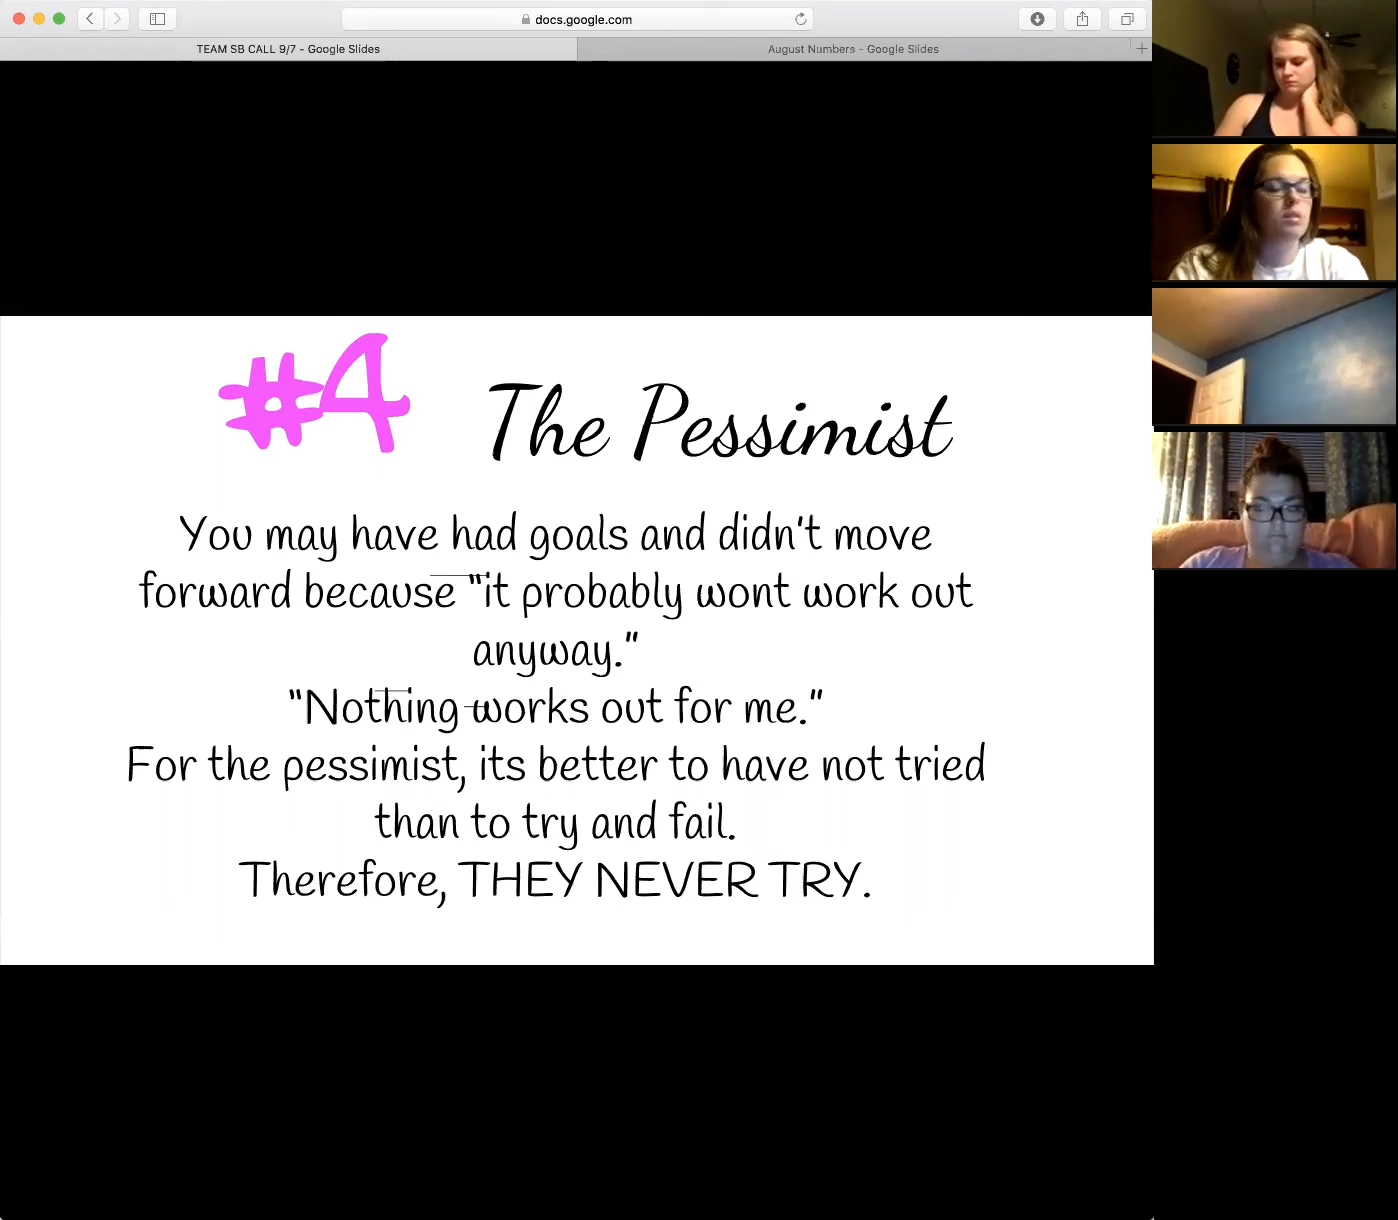 docs.google.com
TEAM SB CALL 9/7 - Google Slides
August Numbers - Google Slides
#4 The Pessimist
You may have had goals and didn't move
forward because "it probably wont work out
anyway."
"Nothing works out for me."
For the pessimist, its better to have not tried
than to try and fail.
Therefore, THEY NEVER TRY.